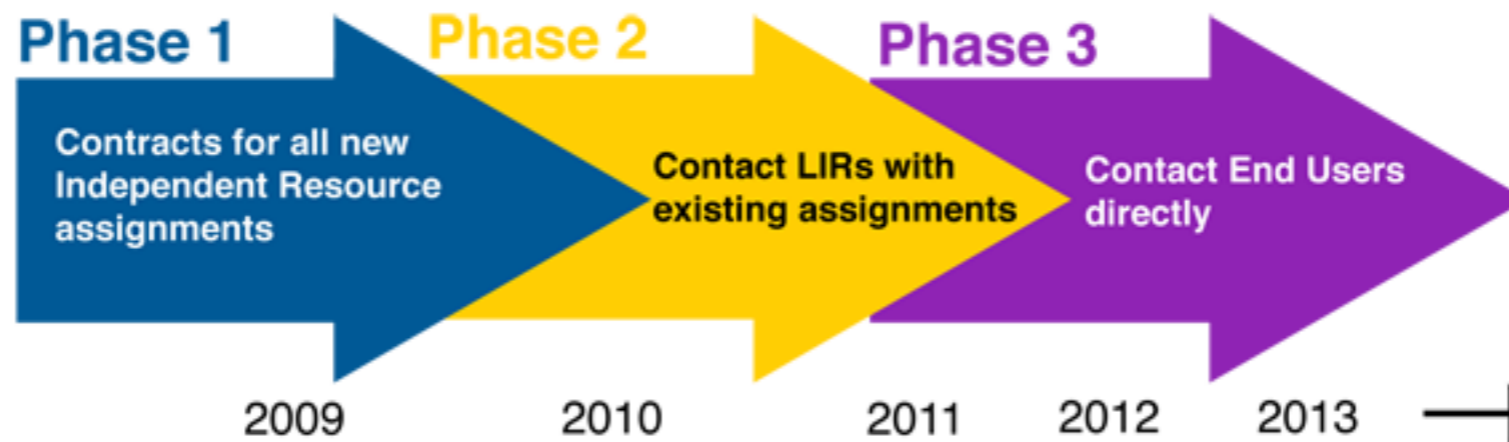 Phase 1
Contracts for all new
Independent Resource
assignments
Phase 2
Contact LIRs with
existing assignments
Phase 3
Contact End Users
directly
2009 2010 2011 2012 2013